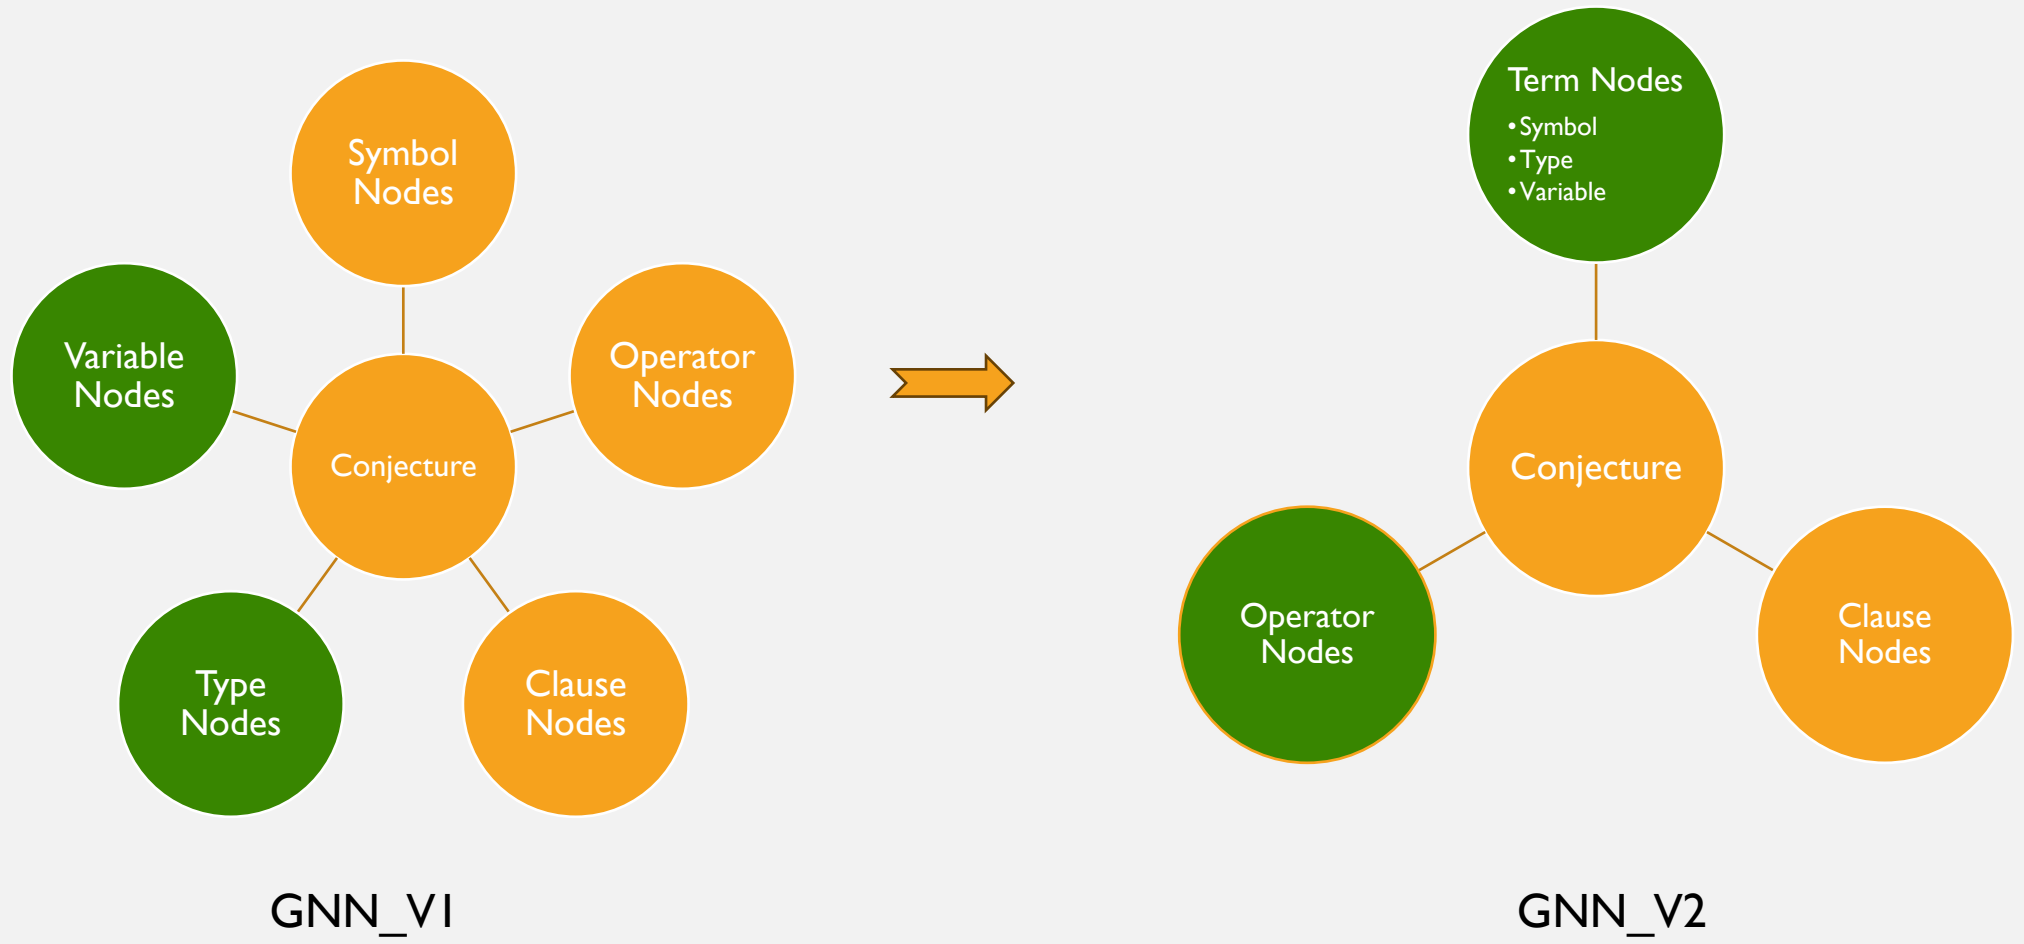 Symbol
Nodes
Variable
Nodes
Operator
Nodes
Conjecture
Type
Nodes
Clause
Nodes
GNN_V1
Term Nodes
•Symbol
•Type
•Variable
Conjecture
Operator
Nodes
Clause
Nodes
GNN_V2